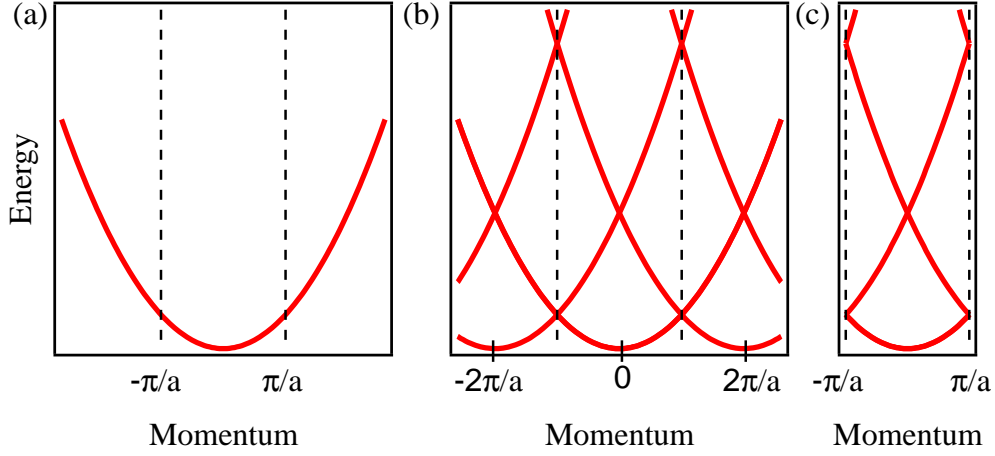 (a)
(b)
(c)
Energy
-π/a
π/a
-2π/a
0
2π/a
-π/a
π/a
Momentum
Momentum
Momentum